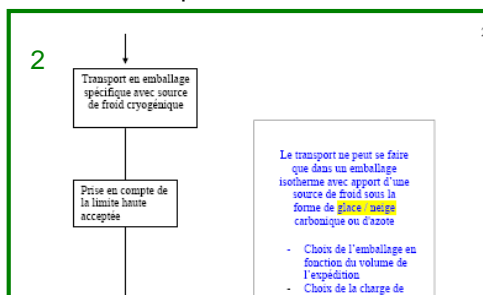 2
Transport en emballage
spécifique avec source
de froid cryogénique
Prise en compte de
la limite haute
acceptée
Le transport ne peut se faire
que dans un emballage
isotherme avec apport d'une
source de froid sous la
forme de glace / neige
carbonique ou d'azote
- Choix de l'emballage en
fonction du volume de
l'expédition
- Choix de la charge de